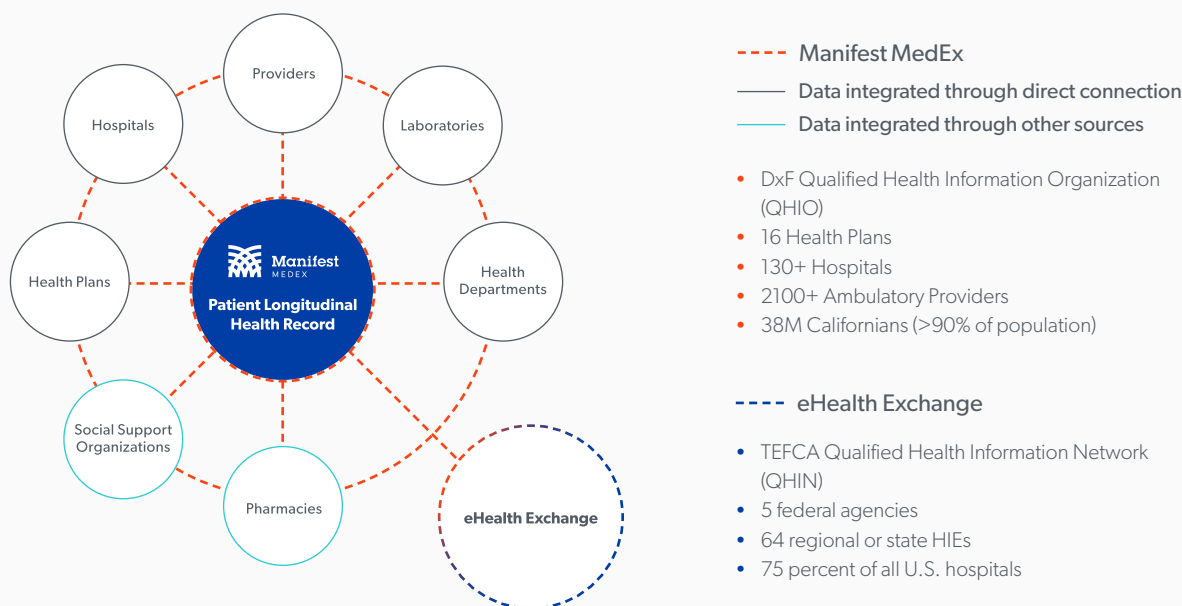 Providers
Hospitals
Laboratories
Health Plans
Manifest
MEDEX
Patient Longitudinal
Health Record
Health
Departments
Social Support
Organizations
Pharmacies
eHealth Exchange
Manifest MedEx
Data integrated through direct connection
Data integrated through other sources
• DxF Qualified Health Information Organization
(QHIO)
• 16 Health Plans
• 130+ Hospitals
• 2100+ Ambulatory Providers
• 38M Californians (>90% of population)
eHealth Exchange
• TEFCA Qualified Health Information Network
(QHIN)
• 5 federal agencies
• 64 regional or state HIEs
• 75 percent of all U.S. hospitals